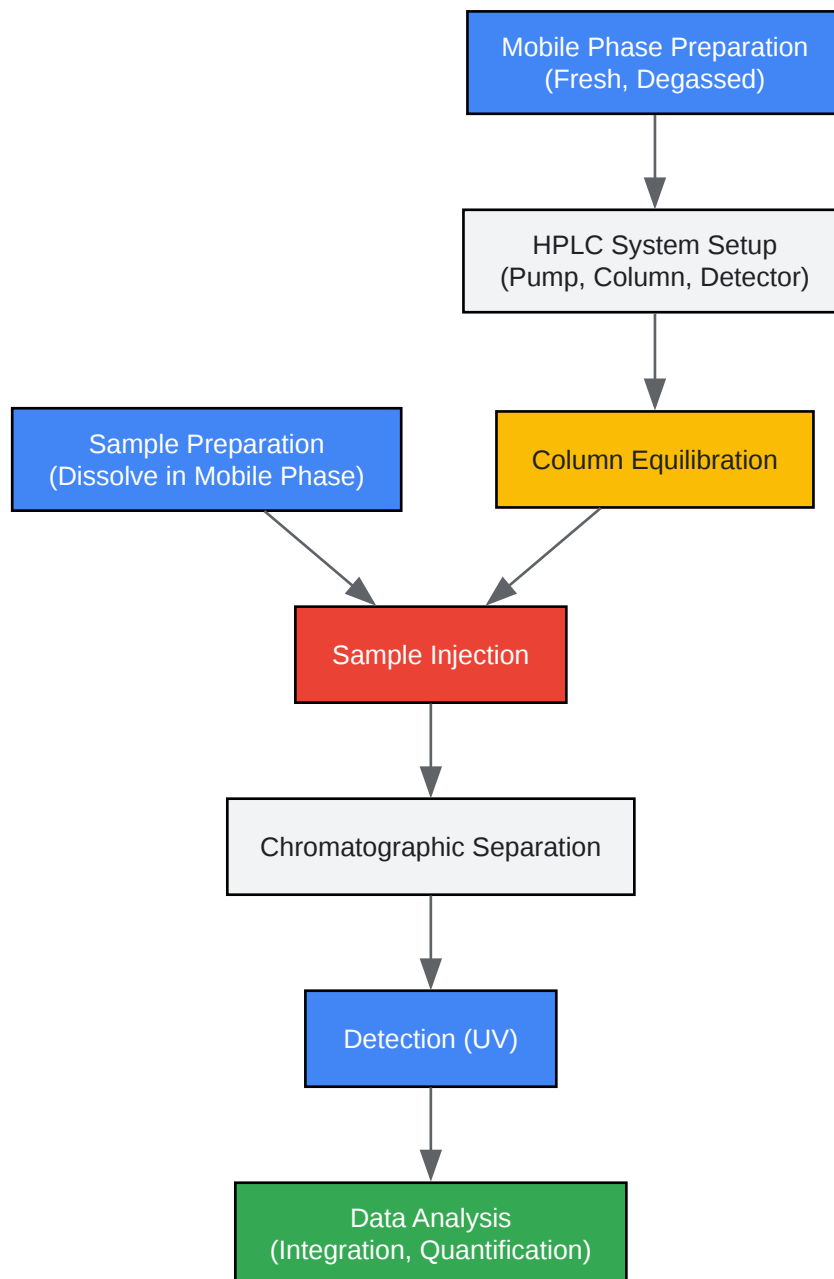 Mobile Phase Preparation
(Fresh, Degassed)
HPLC System Setup
(Pump, Column, Detector)
Sample Preparation
(Dissolve in Mobile Phase)
Column Equilibration
Sample Injection
Chromatographic Separation
Detection (UV)
Data Analysis
(Integration, Quantification)